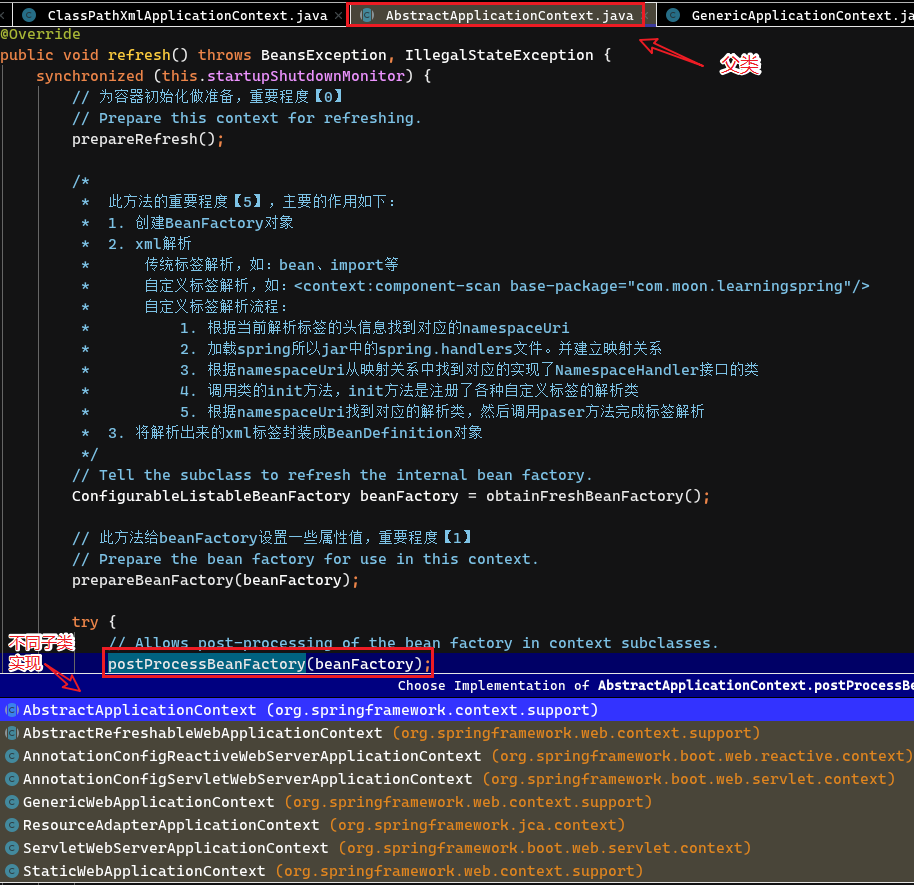 ClassPathXmlApplicationContext.java × AbstractApplicationContext.java × GenericApplicationContext.ja
@Override
public void refresh() throws BeansException, IllegalStateException {
父类
synchronized (this.startupShutdownMonitor) {
// 为容器初始化做准备，重要程度【0】
// Prepare this context for refreshing.
prepareRefresh();
/*
* 此方法的重要程度【5】，主要的作用如下：
* 1. 创建BeanFactory对象
* 2. xml解析
* 传统标签解析，如：bean、import等
* 自定义标签解析，如：<context:component-scan base-package="com.moon.learningspring"/>
* 自定义标签解析流程：
* 1. 根据当前解析标签的头信息找到对应的namespaceUri
* 2. 加载spring所以jar中的spring.handlers文件。并建立映射关系
* 3. 根据namespaceUri从映射关系中找到对应的实现了NamespaceHandler接口的类
* 4. 调用类的init方法，init方法是注册了各种自定义标签的解析类
* 5. 根据namespaceUri找到对应的解析类，然后调用paser方法完成标签解析
* 3. 将解析出来的xml标签封装成BeanDefinition对象
*/
// Tell the subclass to refresh the internal bean factory.
ConfigurableListableBeanFactory beanFactory = obtainFreshBeanFactory();
// 此方法给beanFactory设置一些属性值，重要程度【1】
// Prepare the bean factory for use in this context.
prepareBeanFactory(beanFactory);
try {
不同子类
实现
// Allows post-processing of the bean factory in context subclasses.
postProcessBeanFactory(beanFactory);
Choose Implementation of AbstractApplicationContext.postProcessBe
AbstractApplicationContext (org.springframework.context.support)
AbstractRefreshableWebApplicationContext (org.springframework.web.context.support)
AnnotationConfigReactiveWebServerApplicationContext (org.springframework.boot.web.reactive.context)
AnnotationConfigServletWebServerApplicationContext (org.springframework.boot.web.servlet.context)
GenericWebApplicationContext (org.springframework.web.context.support)
ResourceAdapterApplicationContext (org.springframework.jca.context)
ServletWebServerApplicationContext (org.springframework.boot.web.servlet.context)
StaticWebApplicationContext (org.springframework.web.context.support)